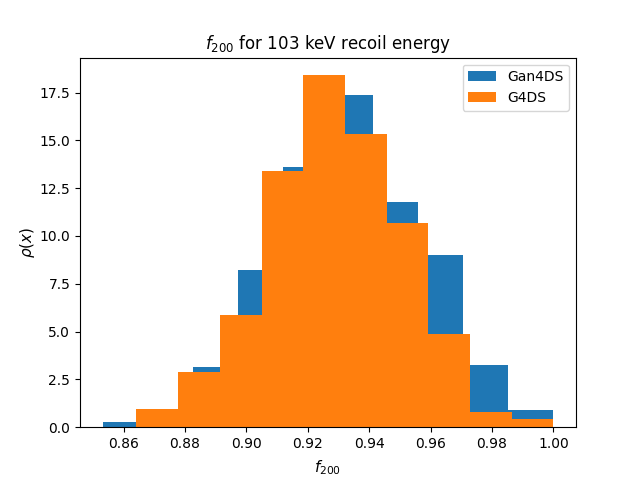 f₂₀₀ for 103 keV recoil energy
Gan4DS
G4DS
17.5
15.0
12.5
10.0
7.5
5.0
2.5
0.0
ρ(x)
0.86 0.88 0.90 0.92 0.94 0.96 0.98 1.00
f₂₀₀